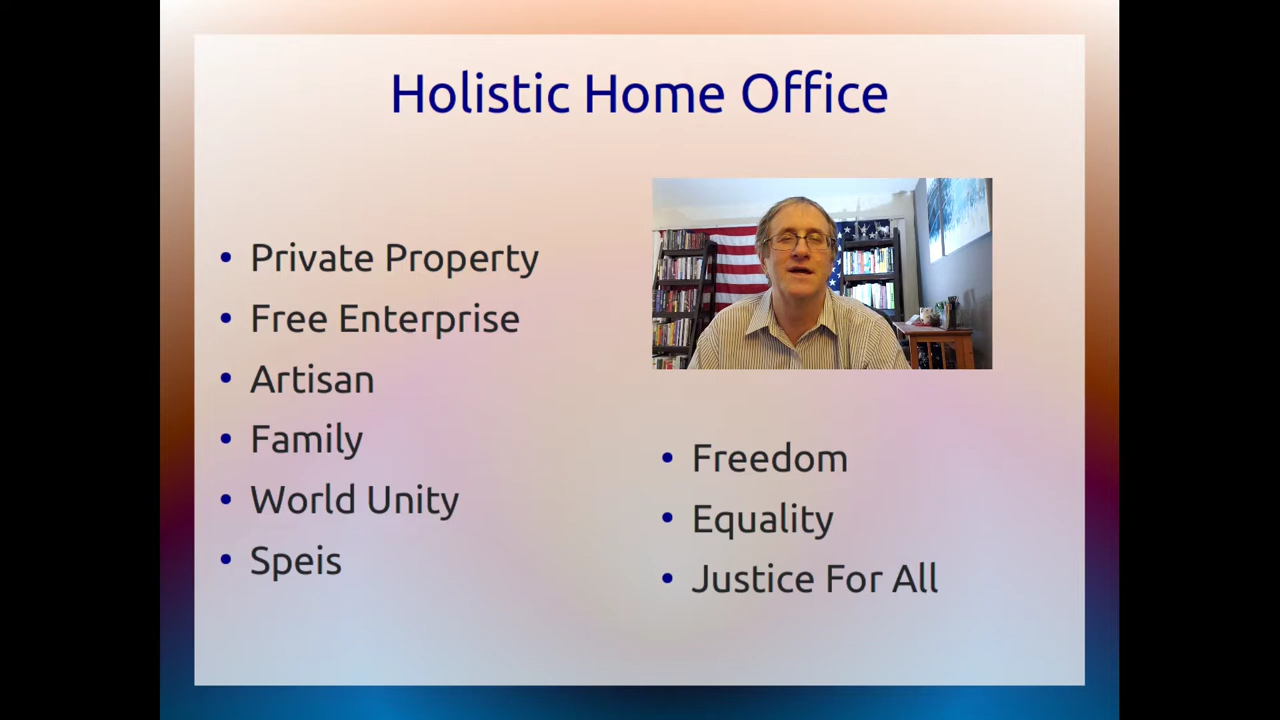 Holistic Home Office
Private Property
Free Enterprise
Artisan
Family
World Unity
Speis
Freedom
Equality
Justice For All